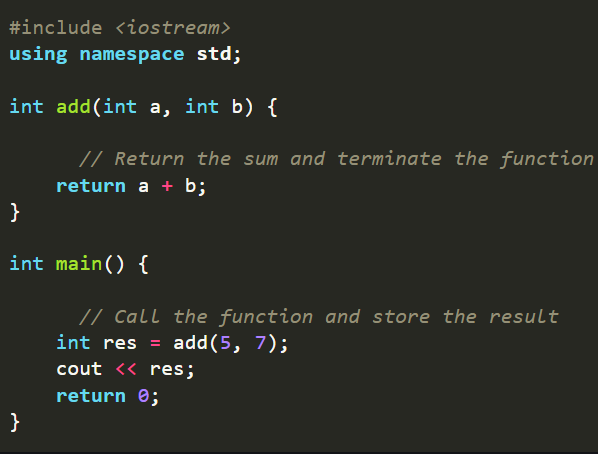 #include <iostream>
using namespace std;
int add(int a, int b) {
// Return the sum and terminate the function
return a + b;
}
int main() {
// Call the function and store the result
int res = add(5, 7);
cout << res;
return 0;
}